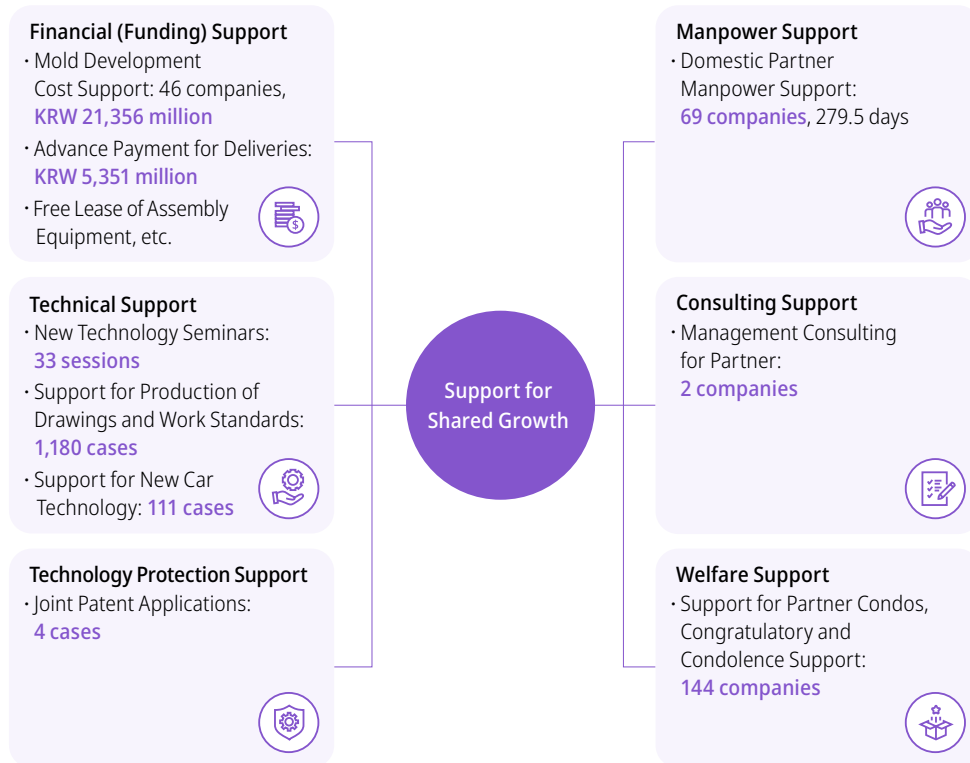 Financial (Funding) Support
· Mold Development
Cost Support: 46 companies,
KRW 21,356 million
· Advance Payment for Deliveries:
KRW 5,351 million
· Free Lease of Assembly
Equipment, etc.
$
Technical Support
· New Technology Seminars:
33 sessions
· Support for Production of
Drawings and Work Standards:
1,180 cases
· Support for New Car
Technology: 111 cases
Technology Protection Support
· Joint Patent Applications:
4 cases
Support for
Shared Growth
Manpower Support
· Domestic Partner
Manpower Support:
69 companies, 279.5 days
Consulting Support
· Management Consulting
for Partner:
2 companies
Welfare Support
· Support for Partner Condos,
Congratulatory and
Condolence Support:
144 companies